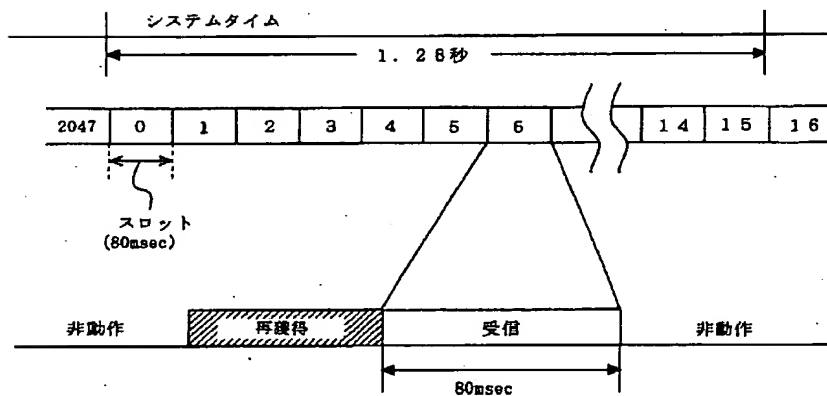 システムタイム
1.28秒
2047 0 1 2 3 4 5 6 14 15 16
スロット
(80msec)
非動作 再獲得 受信 非動作
80msec